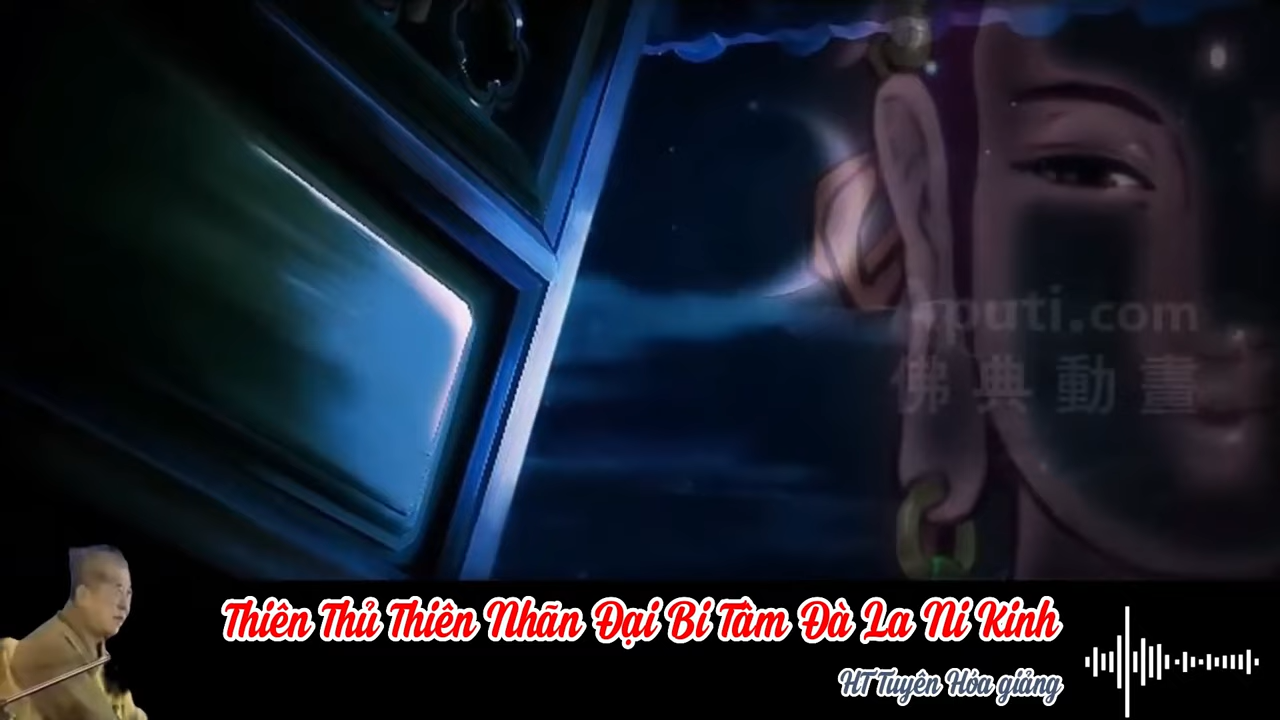 puti.com
佛典動畫
Thiên Thủ Thiên Nhãn Đại Bi Tâm Đà La Ni Kinh
HT Tuyên Hóa giảng